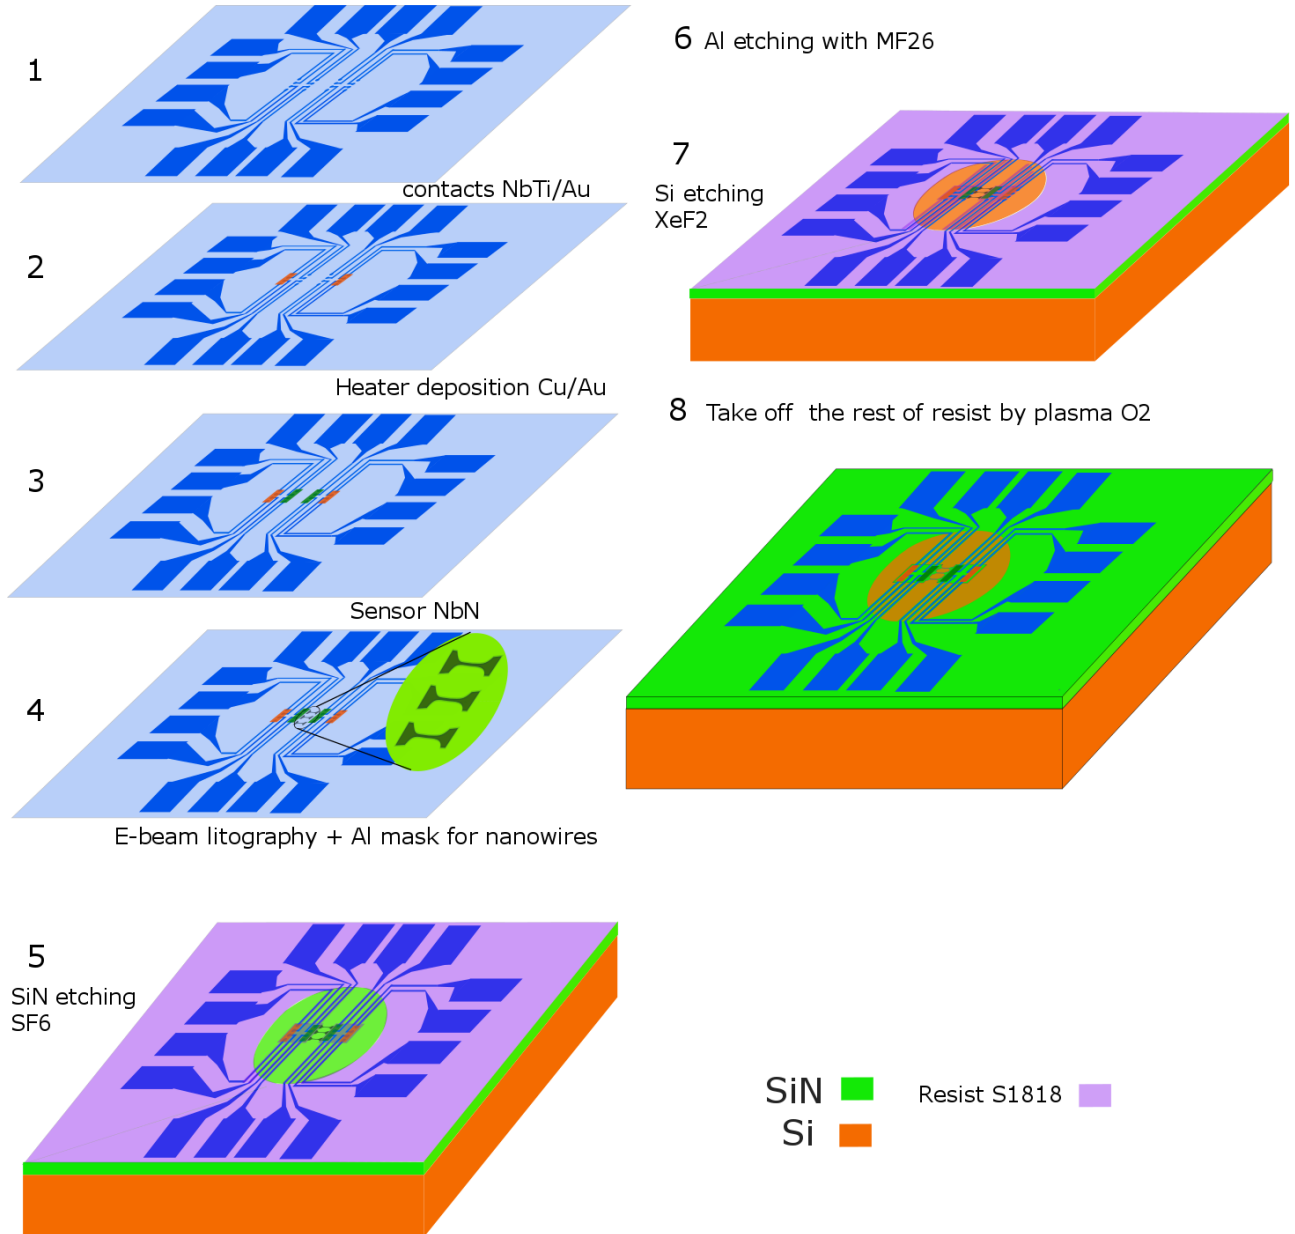 1
contacts NbTi/Au
2
Heater deposition Cu/Au
3
Sensor NbN
4
E-beam litography + Al mask for nanowires
5
SiN etching
SF6
6 Al etching with MF26
7
Si etching
XeF2
8 Take off the rest of resist by plasma O2
SiN
Si
Resist S1818